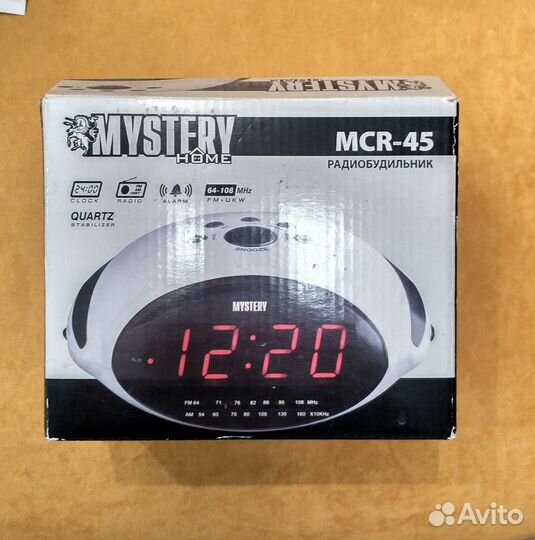 MYSTERY
HOME
MYSTERY
HOME
MCR-45
РАДИОБУДИЛЬНИК
24:00
CLOCK
RADIO
ALARM
64-108 MHz
FM • UKW
QUARTZ
STABILIZER
SNOOZE
MYSTERY
ALM
12:20
FM 64 71 76 82 88 95 108 MHz
AM 54 60 70 80 100 130 160 X10KHz
Avito